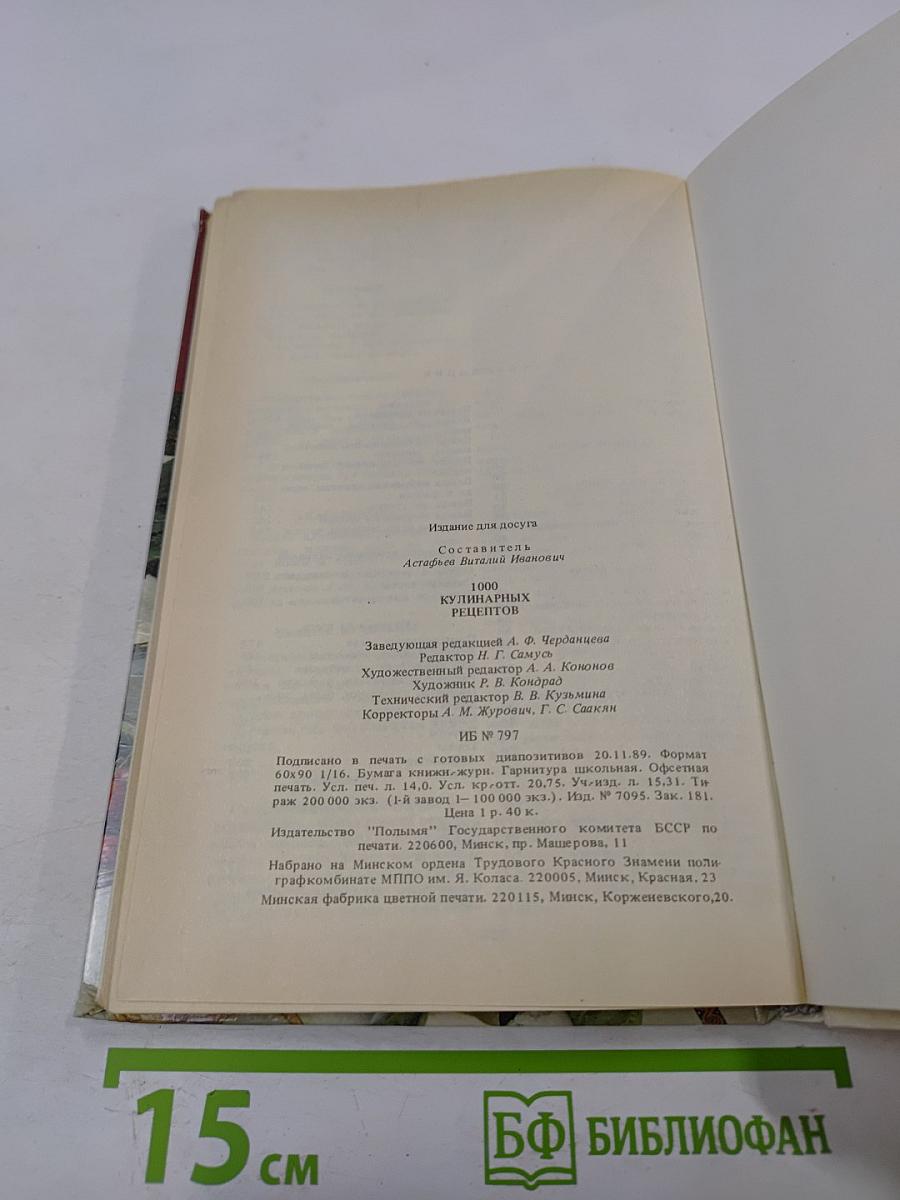 Издание для досуга
Составитель
Астафьев Виталий Иванович
1000
КУЛИНАРНЫХ
РЕЦЕПТОВ
Заведующая редакцией А. Ф. Черданцева
Редактор Н. Г. Самусь
Художественный редактор А. А. Кононов
Художник Р. В. Кондрад
Технический редактор В. В. Кузьмина
Корректоры А. М. Журович, Г. С. Саакян
ИБ № 797
Подписано в печать с готовых диапозитивов 20.11.89. Формат
60х90 1/16. Бумага книжн-журн. Гарнитура школьная. Офсетная
печать. Усл. печ. л. 14,0. Усл. кр.-отт. 20,75. Уч-изд. л. 15,31. Ти-
раж 200 000 экз. (1-й завод 1— 100 000 экз.). Изд. № 7095. Зак. 181.
Цена 1 р. 40 к.
Издательство "Полымя" Государственного комитета БССР по
печати. 220600, Минск, пр. Машерова, 11
Набрано на Минском ордена Трудового Красного Знамени поли-
графкомбинате МППО им. Я. Коласа. 220005, Минск, Красная, 23
Минская фабрика цветной печати. 220115, Минск, Корженевского,20.
15 см
БФ БИБЛИОФАН